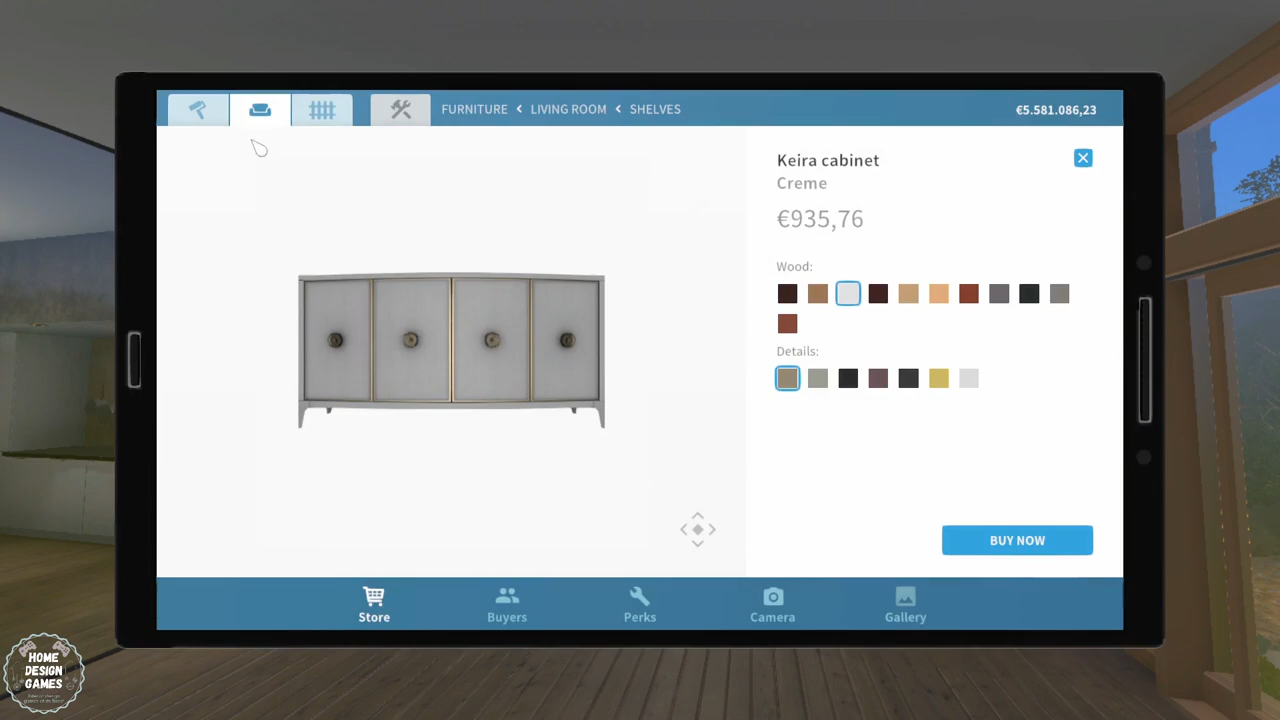 FURNITURE < LIVING ROOM < SHELVES
€5.581.086,23
Keira cabinet
Creme
€935,76
Wood:
Details:
BUY NOW
Store
Buyers
Perks
Camera
Gallery
HOME
DESIGN
GAMES